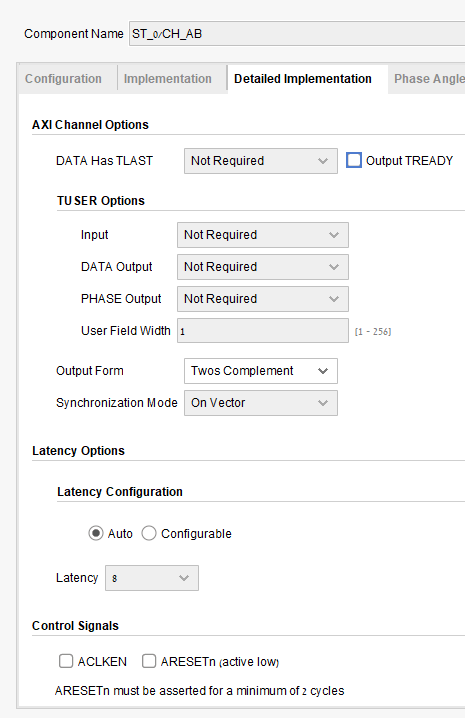 Component Name ST_0/CH_AB
Configuration Implementation Detailed Implementation Phase Angle
AXI Channel Options
DATA Has TLAST Not Required Output TREADY
TUSER Options
Input Not Required
DATA Output Not Required
PHASE Output Not Required
User Field Width 1 [1 - 256]
Output Form Twos Complement
Synchronization Mode On Vector
Latency Options
Latency Configuration
Auto Configurable
Latency 8
Control Signals
ACLKEN ARESETn (active low)
ARESETn must be asserted for a minimum of 2 cycles